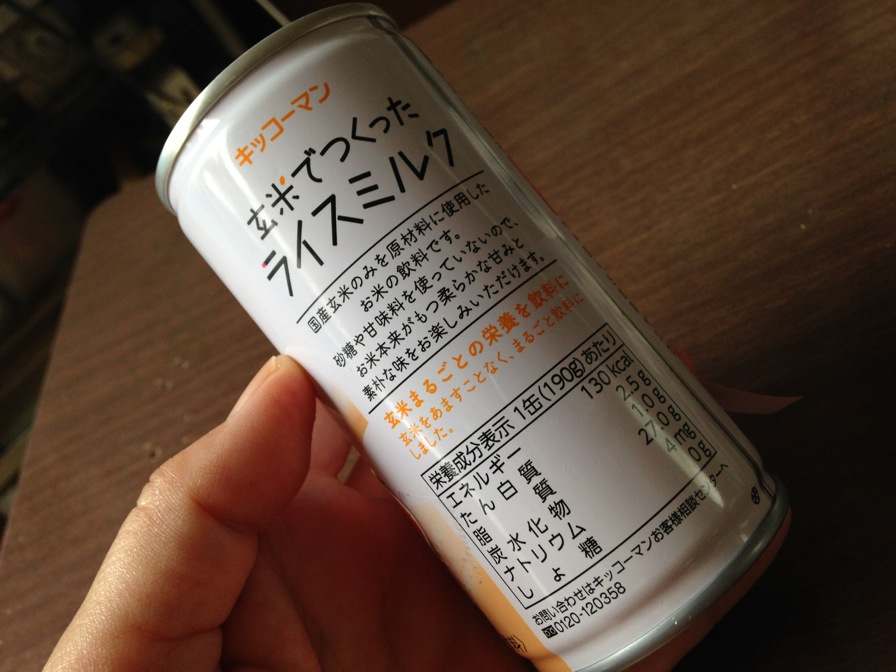 キッコーマン
玄米でつくった
ライスミルク
国産玄米のみを原材料に使用した
お米の飲料です。
砂糖や甘味料を使っていないので、
お米本来がもつ柔らかな甘みと
素朴な味をお楽しみいただけます。
玄米まるごとの栄養を飲料に
玄米をあますことなく、まるごと飲料に
しました。
栄養成分表示 1缶(190g)あたり
エネルギー 130 kcal
たん白質 2.5 g
脂質 1.0 g
炭水化物 27.0 g
ナトリウム 4 mg
しょ糖 0 g
お問い合わせはキッコーマンお客様相談センターへ
0120-120358